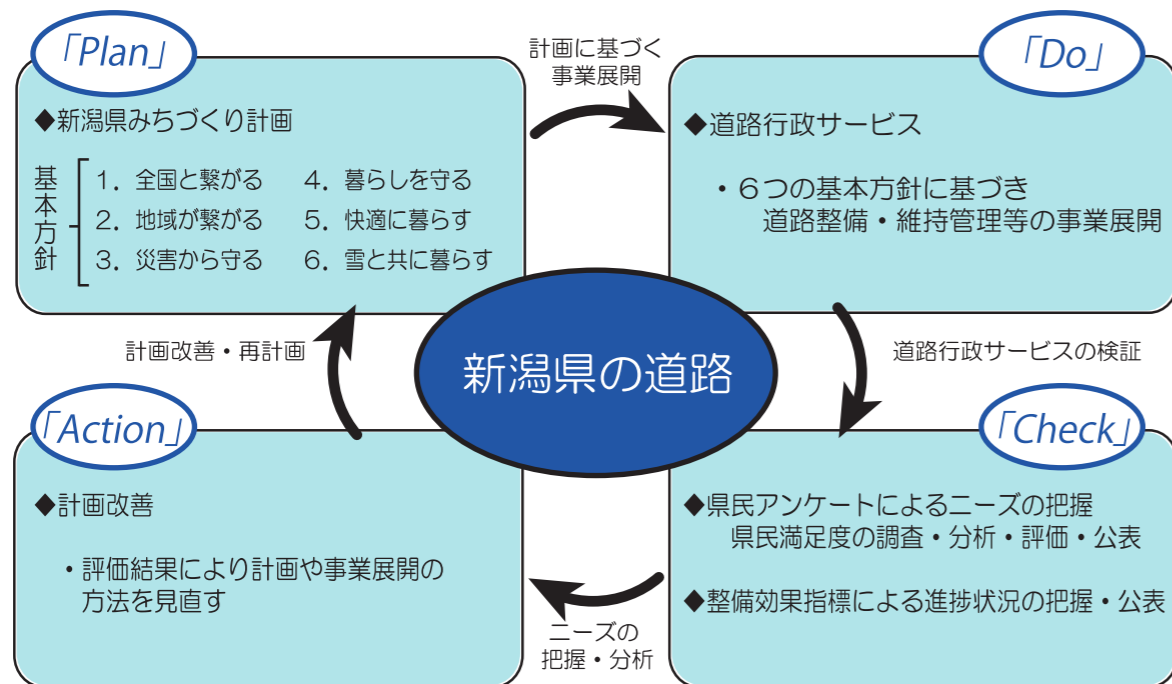 「Plan」
◆新潟県みちづくり計画
基本方針
1．全国と繋がる
2．地域が繋がる
3．災害から守る
4．暮らしを守る
5．快適に暮らす
6．雪と共に暮らす
計画に基づく
事業展開
「Do」
◆道路行政サービス
・６つの基本方針に基づき
道路整備・維持管理等の事業展開
新潟県の道路
道路行政サービスの検証
「Check」
◆県民アンケートによるニーズの把握
県民満足度の調査・分析・評価・公表
◆整備効果指標による進捗状況の把握・公表
ニーズの
把握・分析
「Action」
◆計画改善
・評価結果により計画や事業展開の
方法を見直す
計画改善・再計画